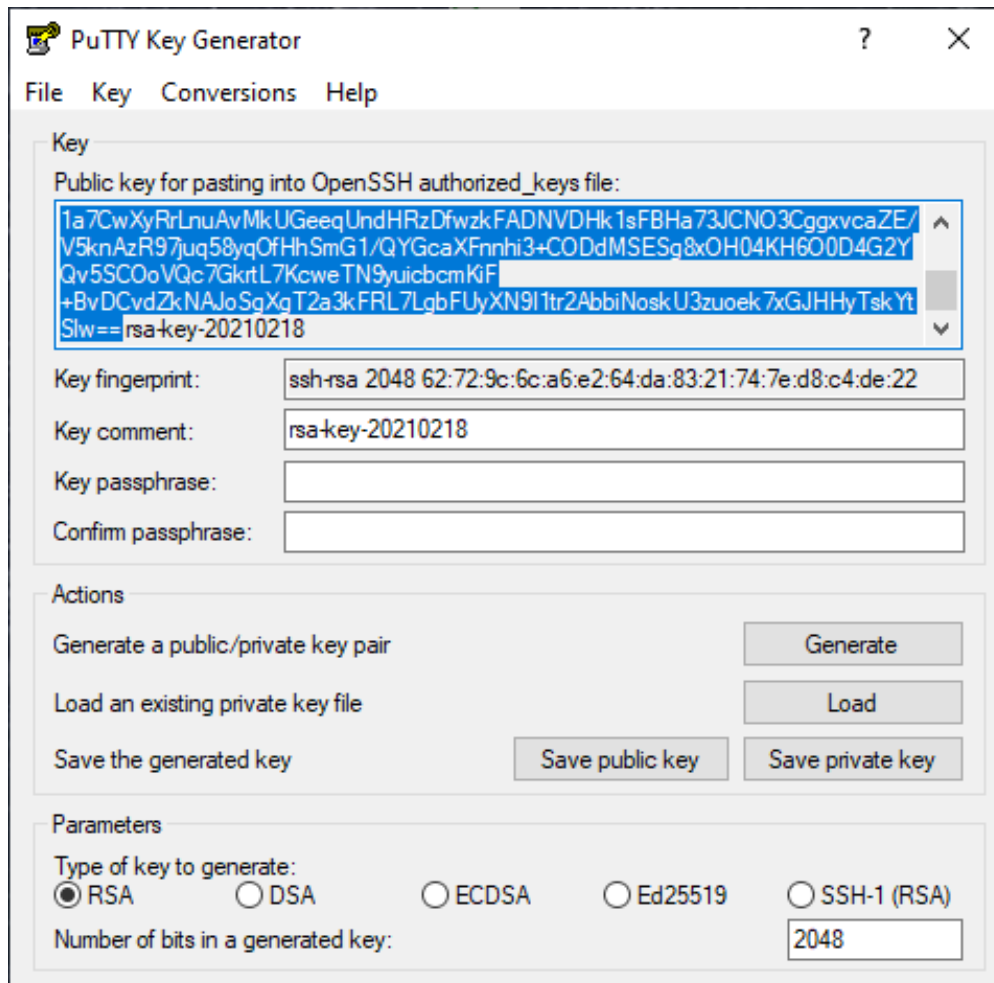 PuTTY Key Generator
?
File Key Conversions Help
Key
Public key for pasting into OpenSSH authorized_keys file:
1a7CwXyRrLnuAvMkUGeeqUndHRzDfwzkFADNVDHk1sFBHa73JCNO3CggxvcaZE/
V5knAzR97juq58yqOfHhSmG1/QYGcaXFnnhi3+CODdMSESg8xOH04KH6O0D4G2Y
Qv5SCOoVQc7GkrtL7KcweTN9yuicbcmKiF
+BvDCvdZkNAJoSgXgT2a3kFRL7LgbFUyXN9I1tr2AbbiNoskU3zuoek7xGJHHyTskYt
Slw== rsa-key-20210218
Key fingerprint: ssh-rsa 2048 62:72:9c:6c:a6:e2:64:da:83:21:74:7e:d8:c4:de:22
Key comment: rsa-key-20210218
Key passphrase:
Confirm passphrase:
Actions
Generate a public/private key pair Generate
Load an existing private key file Load
Save the generated key Save public key Save private key
Parameters
Type of key to generate:
RSA DSA ECDSA Ed25519 SSH-1 (RSA)
Number of bits in a generated key: 2048